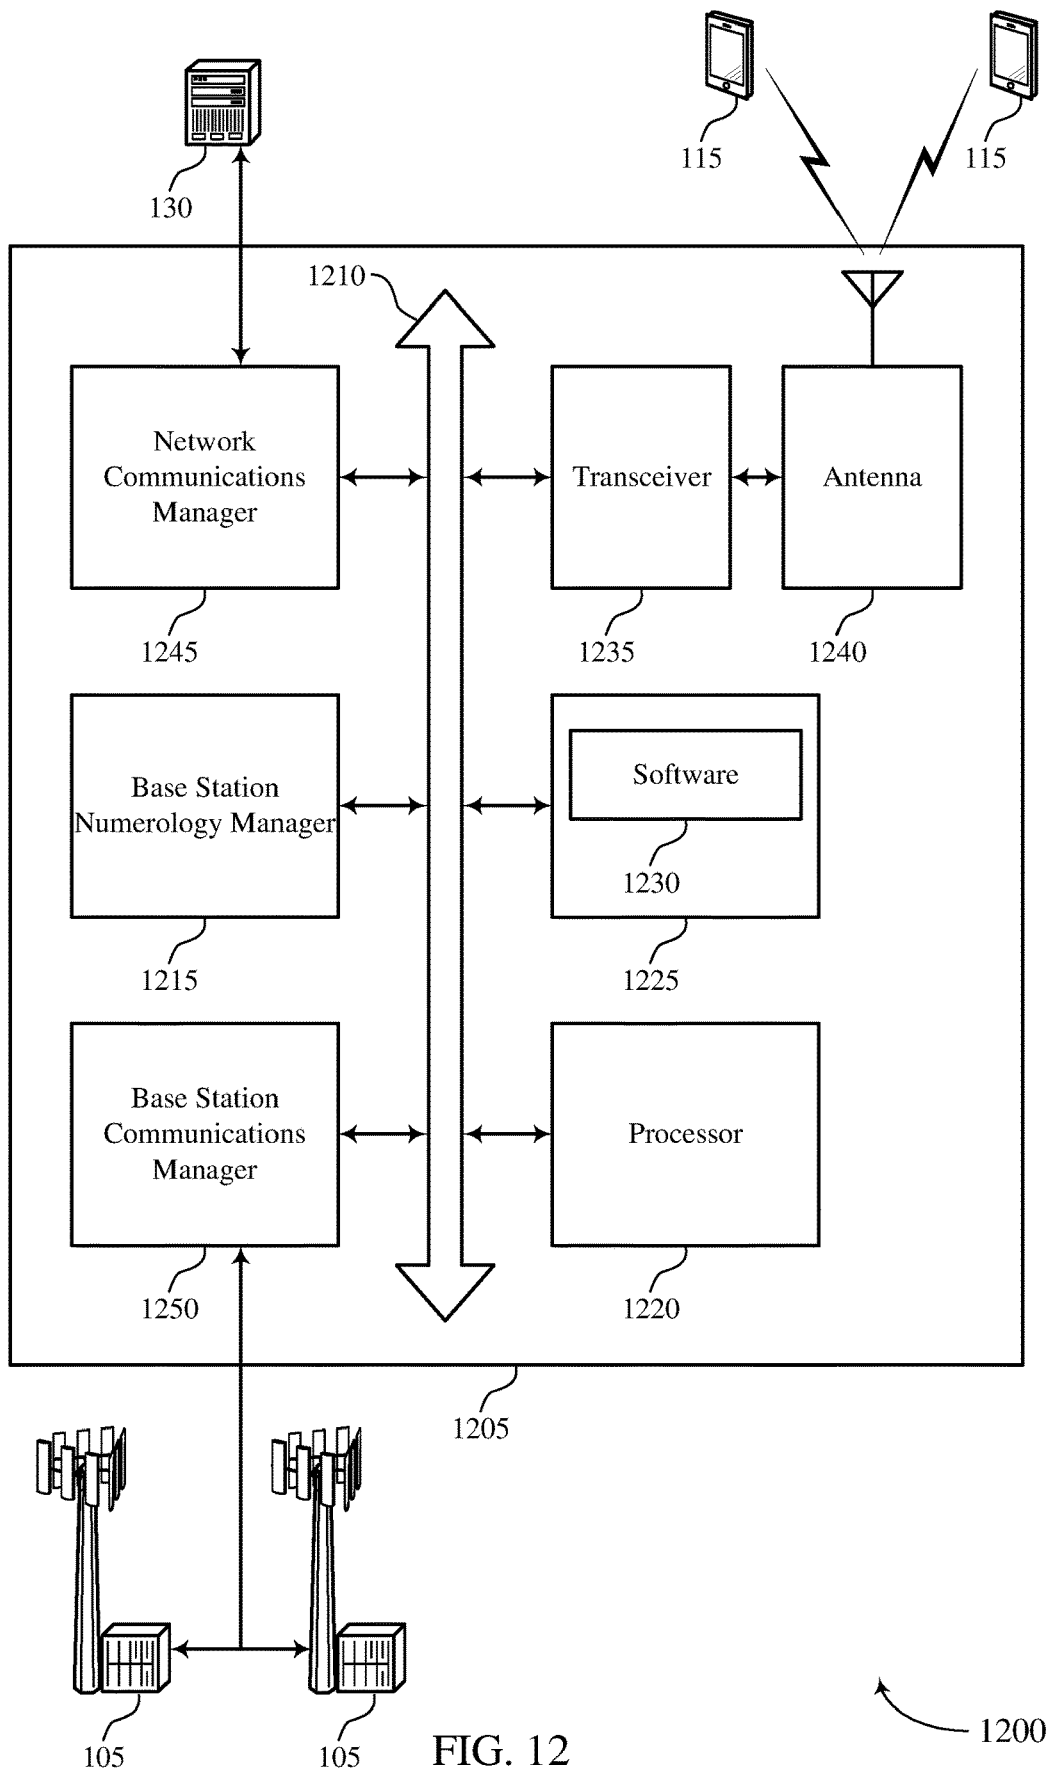 115
115
130
1210
Network
Communications
Manager
Transceiver
Antenna
1245
1235
1240
Base Station
Numerology Manager
Software
1230
1215
1225
Base Station
Communications
Manager
Processor
1250
1220
1205
105
105
FIG. 12
1200